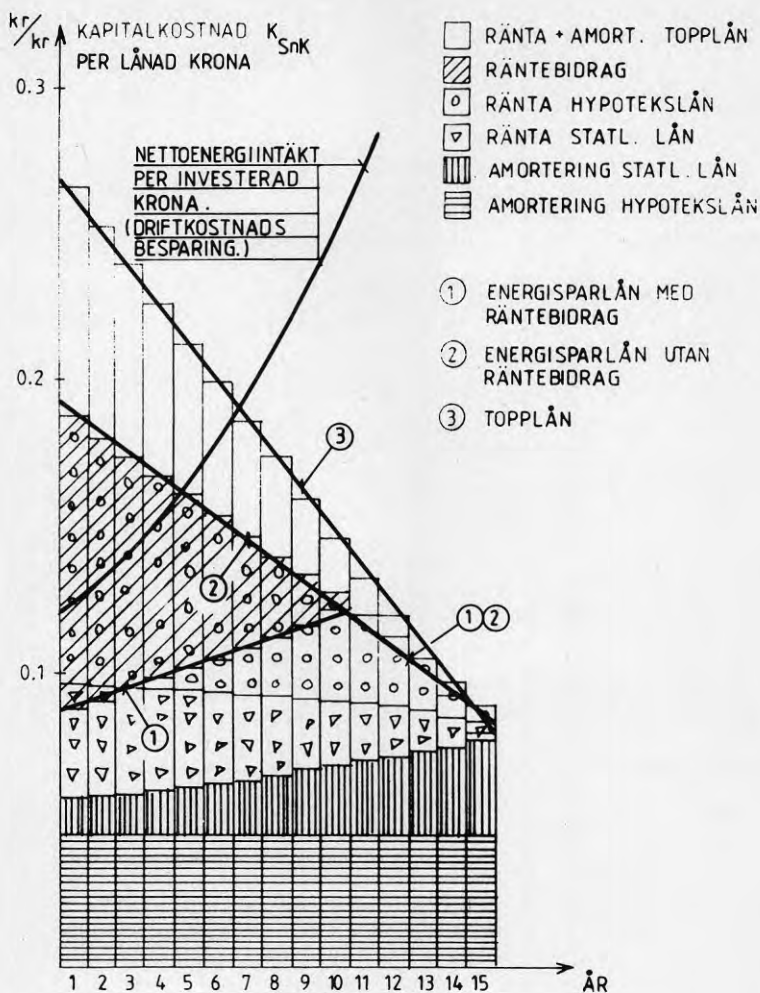 kr/kr
KAPITALKOSTNAD K SnK
PER LÅNAD KRONA
0.3
NETTOENERGIINTÄKT
PER INVESTERAD
KRONA.
(DRIFTKOSTNADS
BESPARING.)
0.2
0.1
3
2
1 2
1
1 2 3 4 5 6 7 8 9 10 11 12 13 14 15
ÅR
RÄNTA + AMORT. TOPPLÅN
RÄNTEBIDRAG
RÄNTA HYPOTEKSLÅN
RÄNTA STATL. LÅN
AMORTERING STATL. LÅN
AMORTERING HYPOTEKSLÅN
1 ENERGISPARLÅN MED
RÄNTEBIDRAG
2 ENERGISPARLÅN UTAN
RÄNTEBIDRAG
3 TOPPLÅN